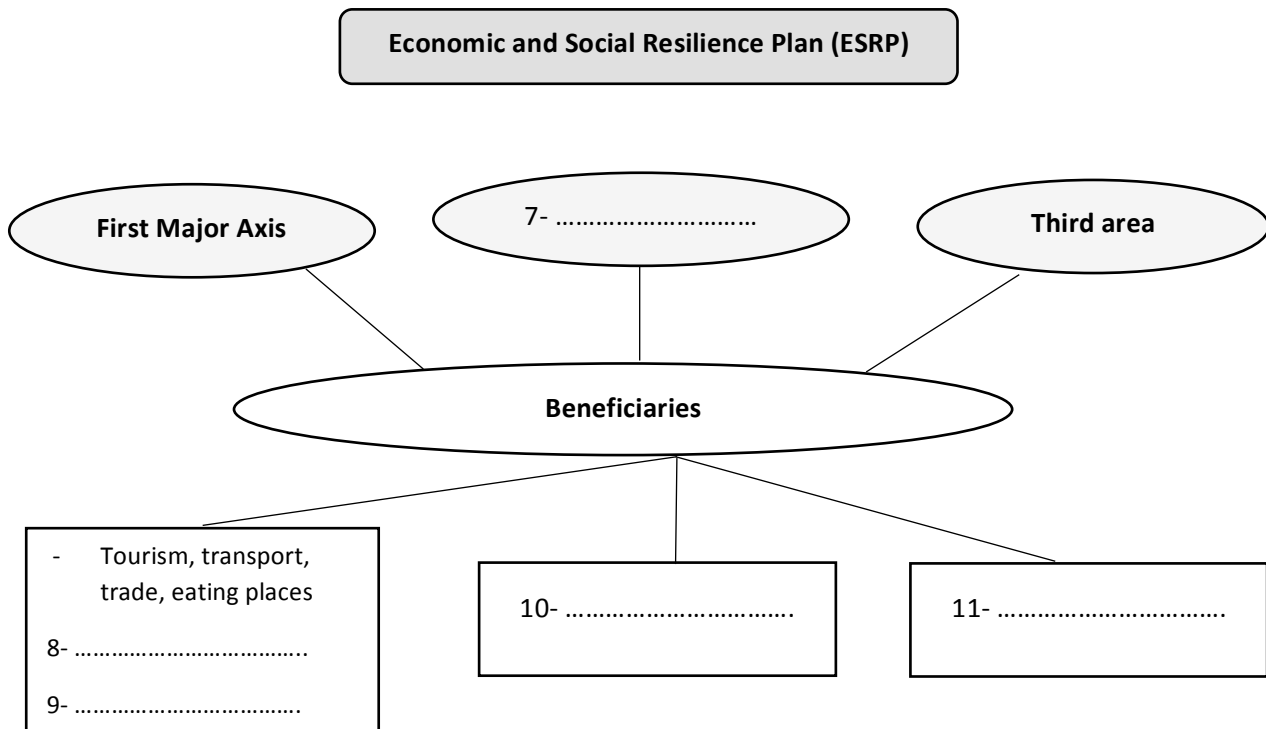 Economic and Social Resilience Plan (ESRP)
First Major Axis
7- …………………………
Third area
Beneficiaries
- Tourism, transport,
trade, eating places
8- ……………………………..
9- …………………………….
10- …………………………….
11- …………………………….